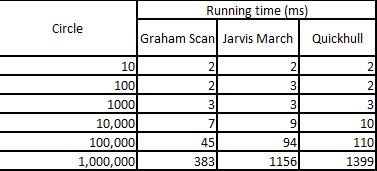 Circle Running time (ms)
Graham Scan Jarvis March Quickhull
10 2 2 2
100 2 3 2
1000 3 3 3
10,000 7 9 10
100,000 45 94 110
1,000,000 383 1156 1399